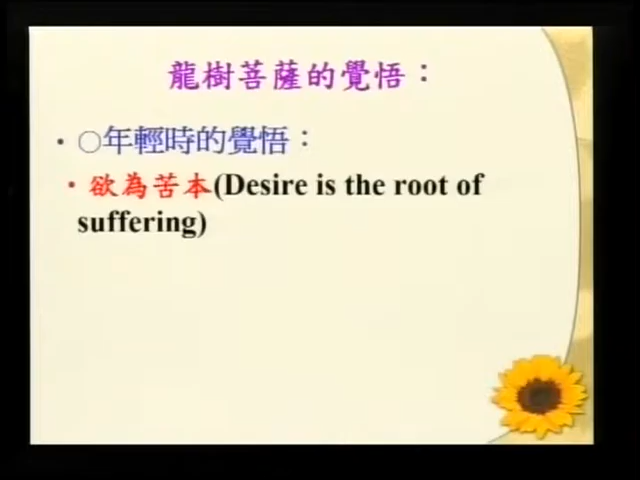 龍樹菩薩的覺悟：
• ○年輕時的覺悟：
• 欲為苦本(Desire is the root of
suffering)